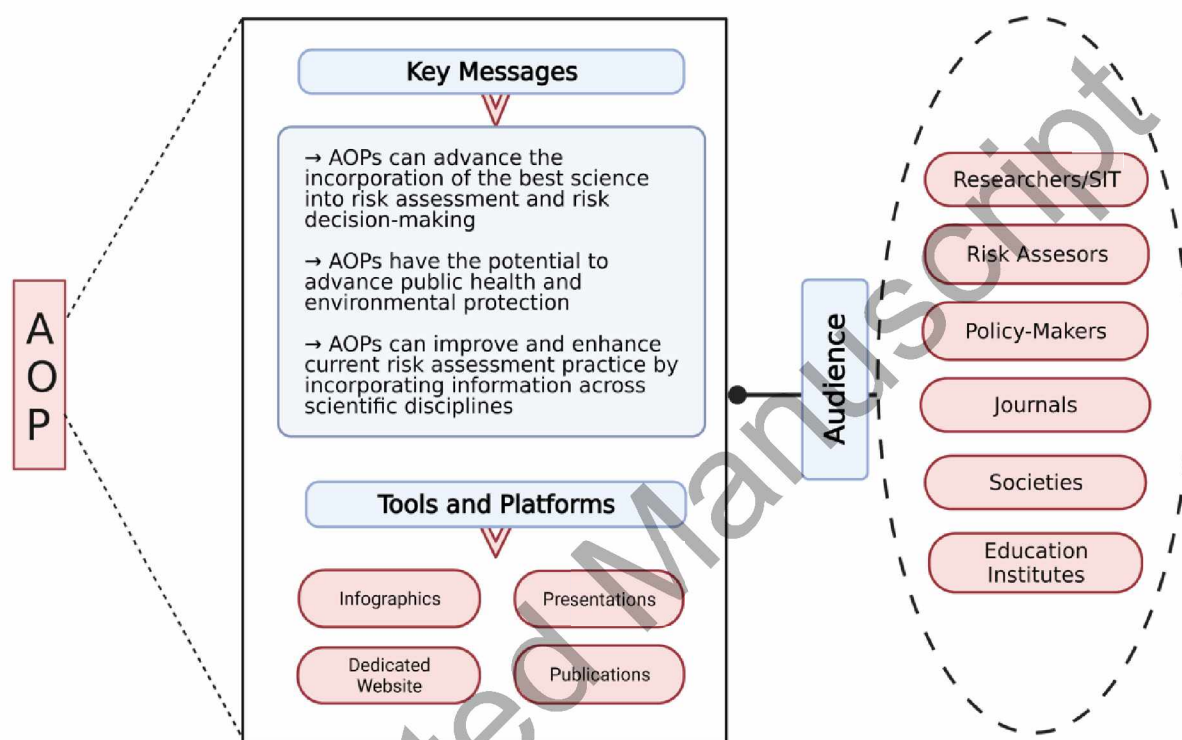 A
O
P
Key Messages
→ AOPs can advance the
incorporation of the best science
into risk assessment and risk
decision-making
→ AOPs have the potential to
advance public health and
environmental protection
→ AOPs can improve and enhance
current risk assessment practice by
incorporating information across
scientific disciplines
Tools and Platforms
Infographics
Presentations
Dedicated
Website
Publications
Audience
Researchers/SIT
Risk Assesors
Policy-Makers
Journals
Societies
Education
Institutes
ted Manuscript